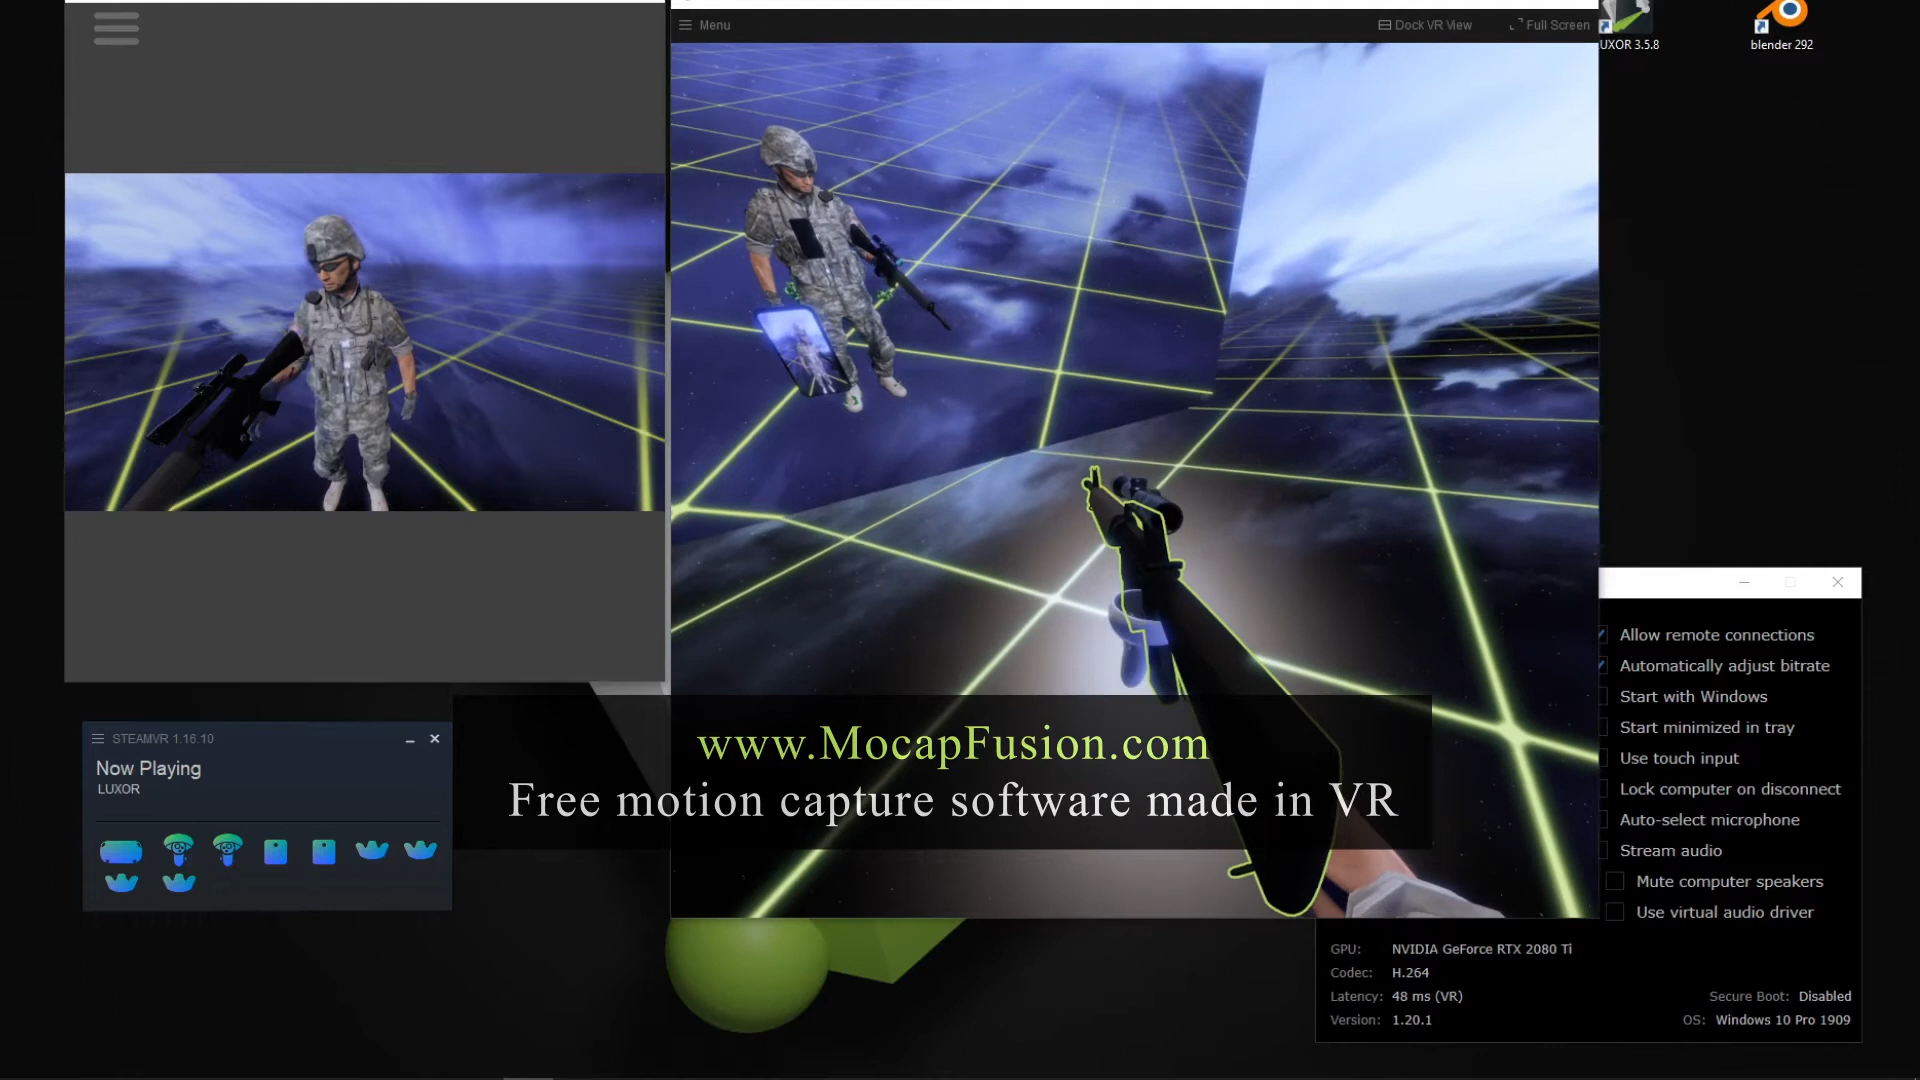 Menu
Dock VR View
Full Screen
UXOR 3.5.8
blender 292
Allow remote connections
Automatically adjust bitrate
Start with Windows
Start minimized in tray
Use touch input
Lock computer on disconnect
Auto-select microphone
Stream audio
Mute computer speakers
Use virtual audio driver
STEAMVR 1.16.10
Now Playing
LUXOR
www.MocapFusion.com
Free motion capture software made in VR
GPU: NVIDIA GeForce RTX 2080 Ti
Codec: H.264
Latency: 48 ms (VR)
Secure Boot: Disabled
Version: 1.20.1
OS: Windows 10 Pro 1909